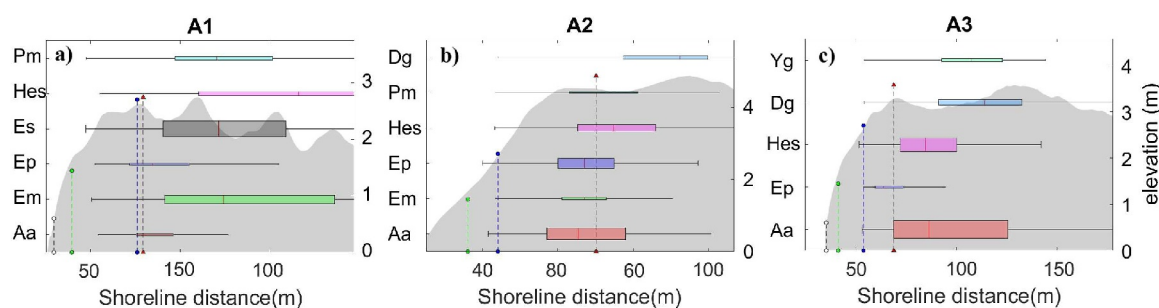 A1
a)
Pm
Hes
Es
Ep
Em
Aa
3
2
1
0
50
150
100
Shoreline distance(m)
A2
b)
Dg
Pm
Hes
Ep
Em
Aa
4
2
0
40
20
60
100
Shoreline distance(m)
A3
c)
Yg
Dg
Hes
Ep
Aa
4
3
2
1
0
elevation (m)
50
100
150
Shoreline distance(m)